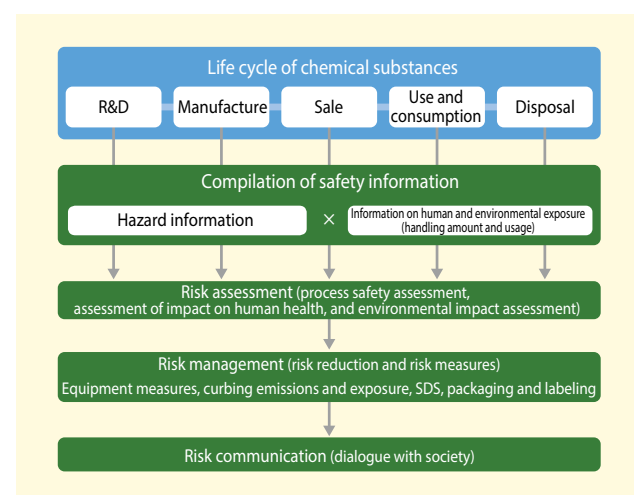 Life cycle of chemical substances
R&D
Manufacture
Sale
Use and
consumption
Disposal
Compilation of safety information
Hazard information
×
Information on human and environmental exposure
(handling amount and usage)
Risk assessment (process safety assessment,
assessment of impact on human health, and environmental impact assessment)
Risk management (risk reduction and risk measures)
Equipment measures, curbing emissions and exposure, SDS, packaging and labeling
Risk communication (dialogue with society)